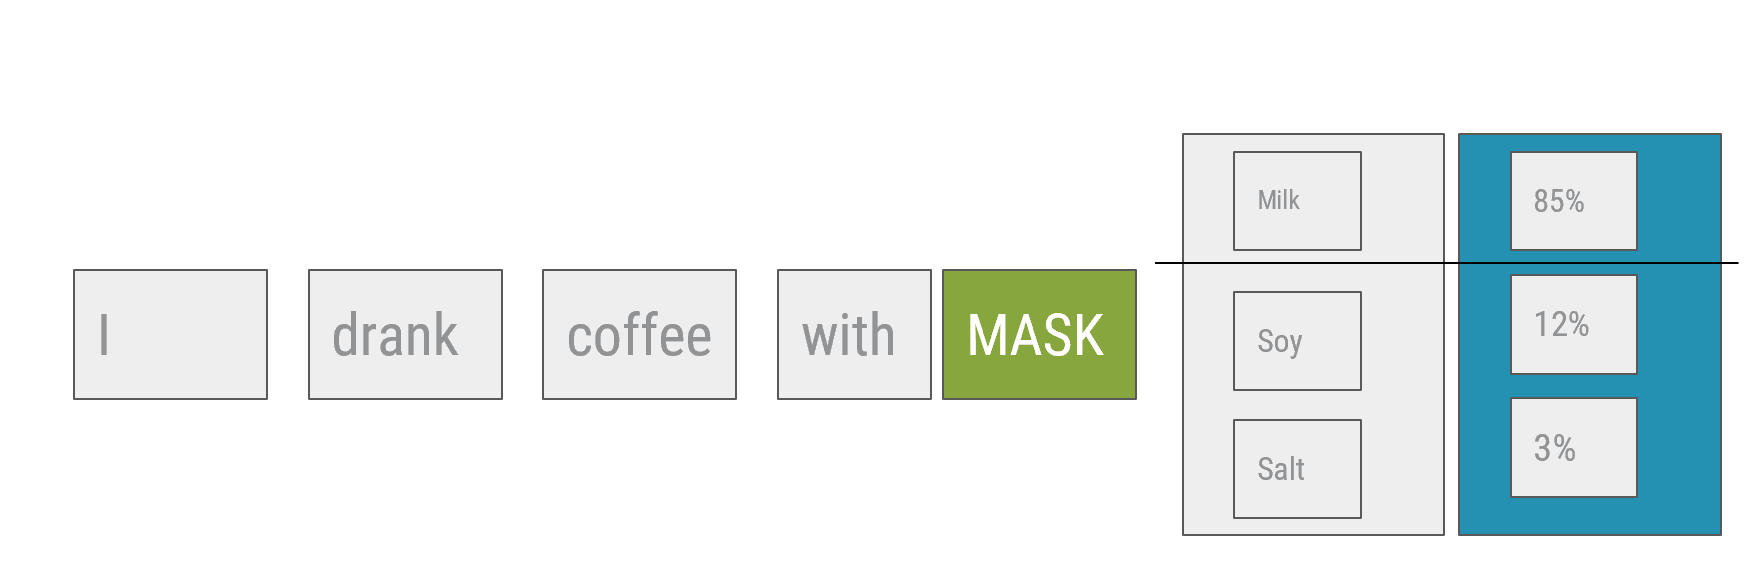 I drank coffee with MASK
Milk 85%
Soy 12%
Salt 3%